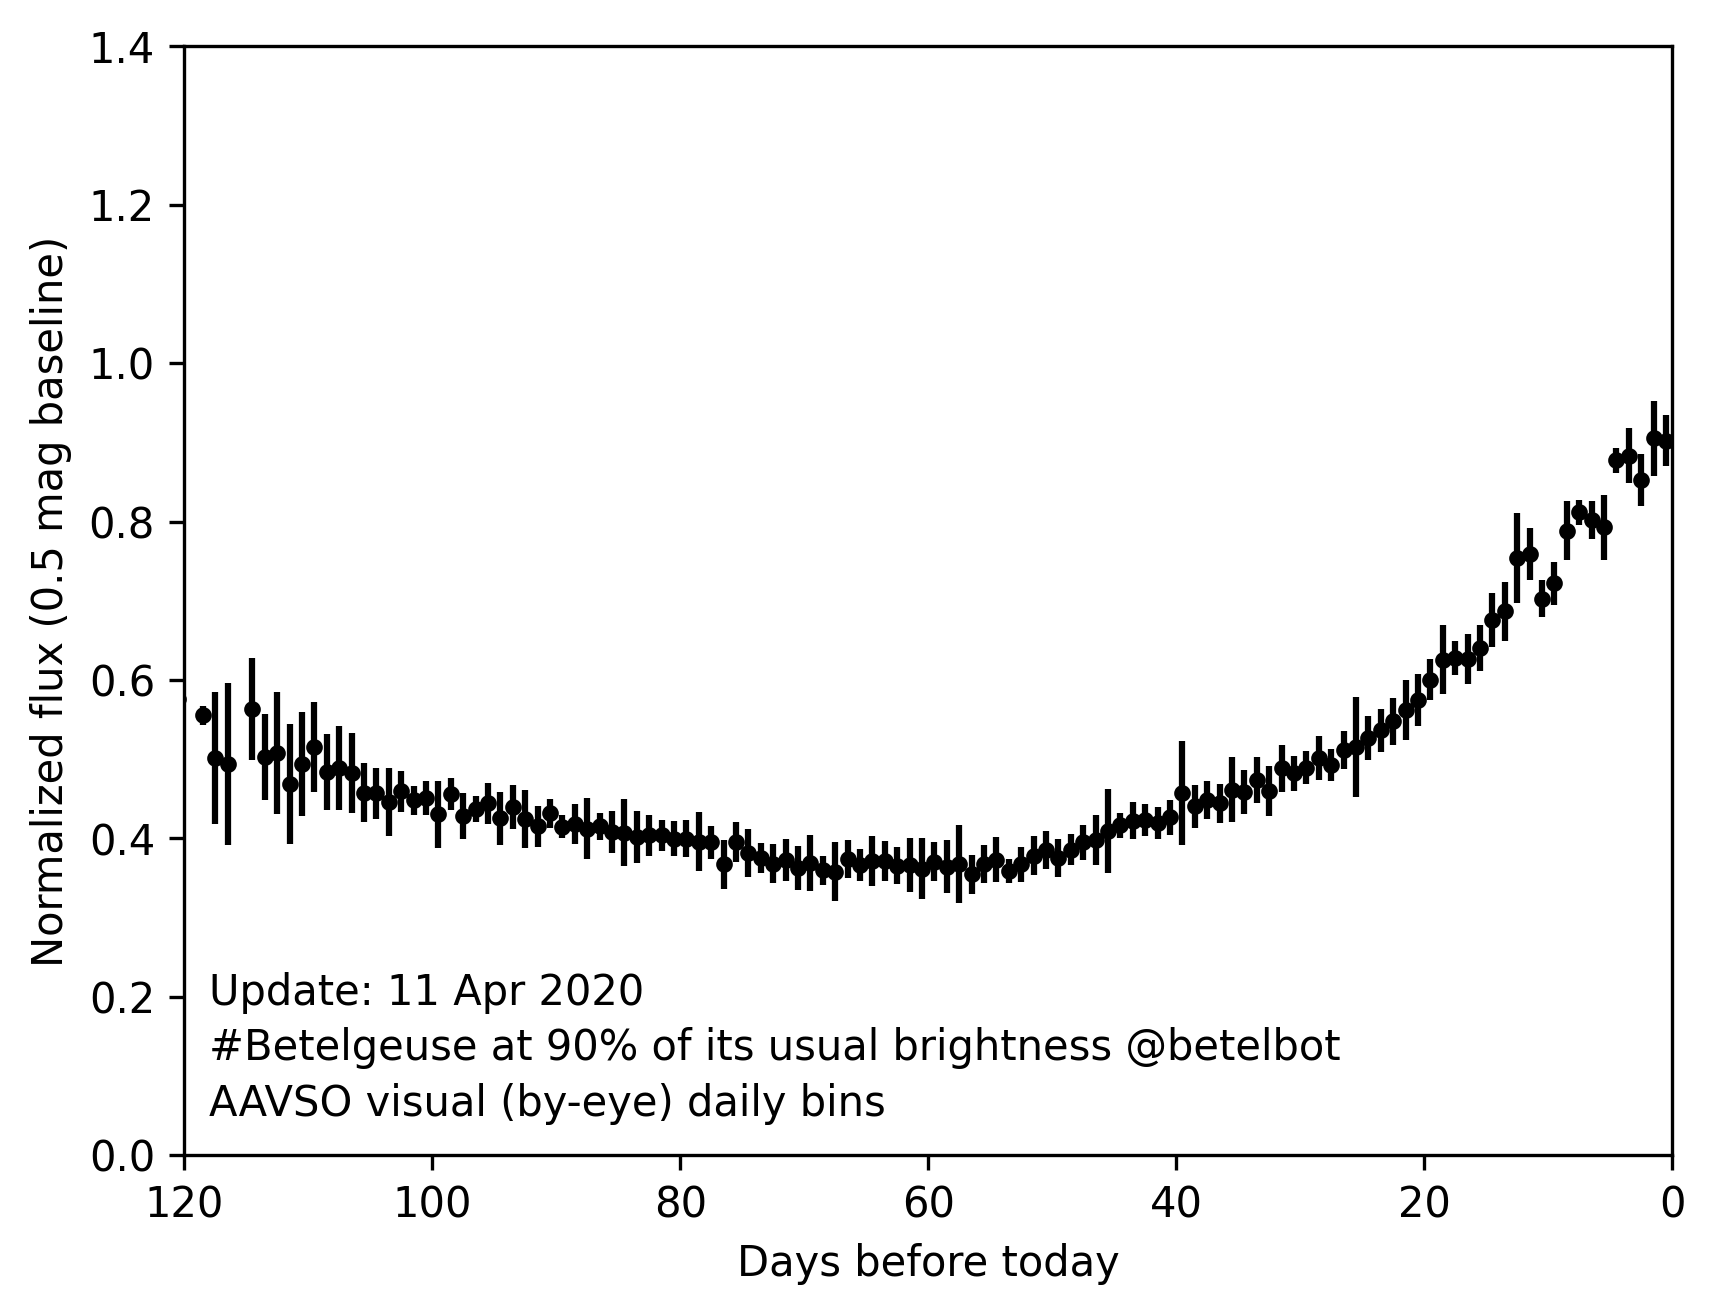 1.4
1.2
1.0
0.8
0.6
0.4
0.2
0.0
Normalized flux (0.5 mag baseline)
Update: 11 Apr 2020
#Betelgeuse at 90% of its usual brightness @betelbot
AAVSO visual (by-eye) daily bins
120 100 80 60 40 20 0
Days before today